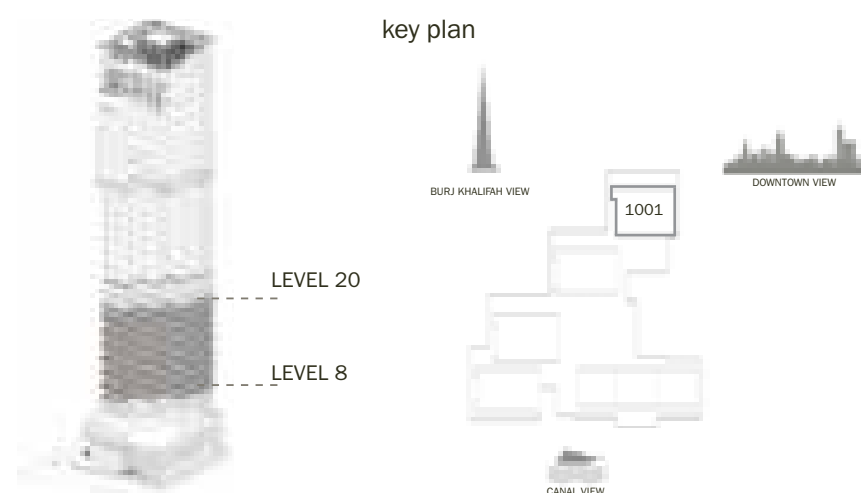 key plan
BURJ KHALIFAH VIEW
DOWNTOWN VIEW
1001
LEVEL 20
LEVEL 8
CANAL VIEW